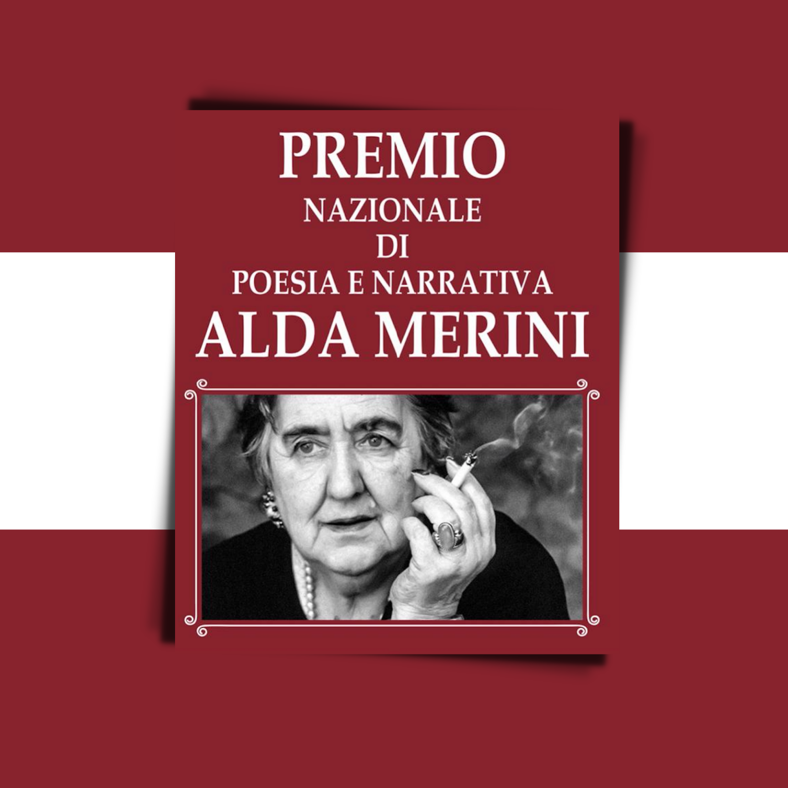 PREMIO
NAZIONALE
DI
POESIA E NARRATIVA
ALDA MERINI